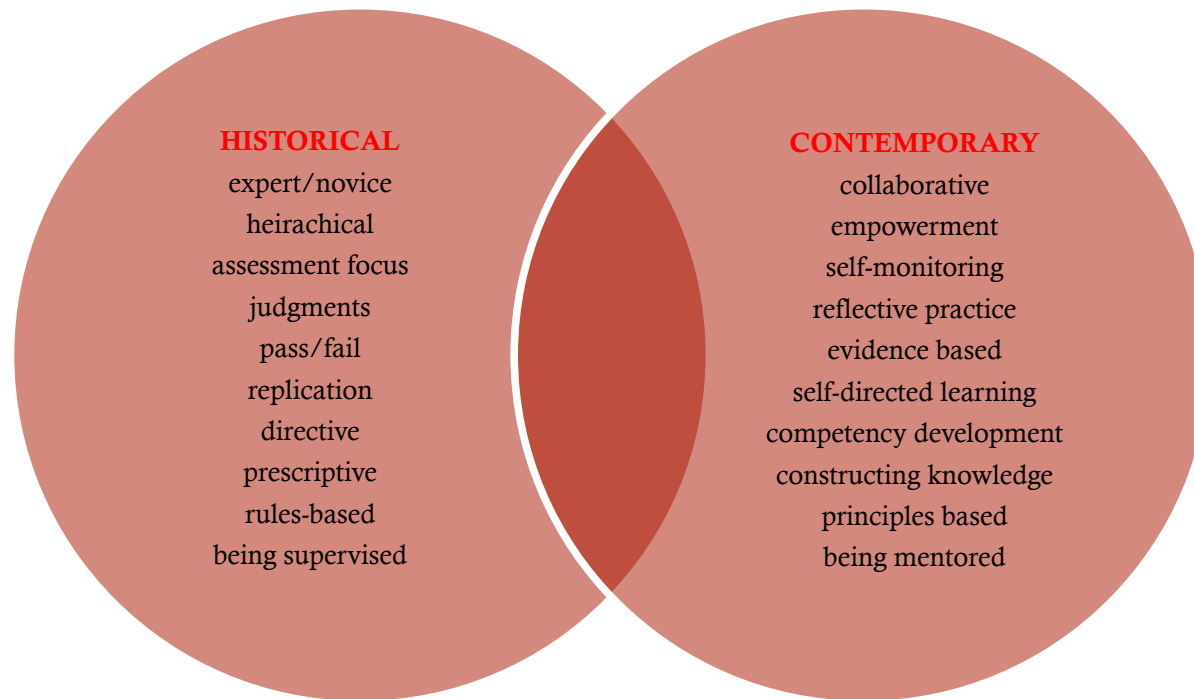 HISTORICAL
expert/novice
heirachical
assessment focus
judgments
pass/fail
replication
directive
prescriptive
rules-based
being supervised
CONTEMPORARY
collaborative
empowerment
self-monitoring
reflective practice
evidence based
self-directed learning
competency development
constructing knowledge
principles based
being mentored